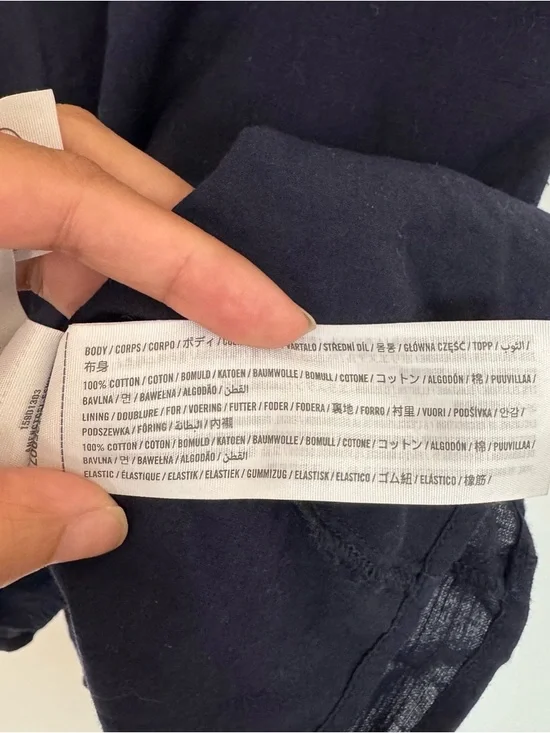 BODY / CORPS / CORPO / ボディ / VARTALO / STŘEDNÍ DÍL / 몸통 / GŁÓWNA CZĘŚĆ / TOPP / الثوب /
布身
100% COTTON / COTON / BOMULD / KATOEN / BAUMWOLLE / BOMULL / COTONE / コットン / ALGODÓN / 棉 / PUUVILLAA /
BAVLNA / 면 / BAWEŁNA / ALGODÃO / القطن
LINING / DOUBLURE / FOR / VOERING / FUTTER / FODER / FODERA / 裏地 / FORRO / 衬里 / VUORI / PODŠÍVKA / 안감 /
PODSZEWKA / FÔRING / البطانة / 內襯
100% COTTON / COTON / BOMULD / KATOEN / BAUMWOLLE / BOMULL / COTONE / コットン / ALGODÓN / 棉 / PUUVILLAA /
BAVLNA / 면 / BAWEŁNA / ALGODÃO / القطن
ELASTIC / ÉLASTIQUE / ELASTIK / ELASTIEK / GUMMIZUG / ELASTISK / ELASTICO / ゴム紐 / ELÁSTICO / 橡筋 /